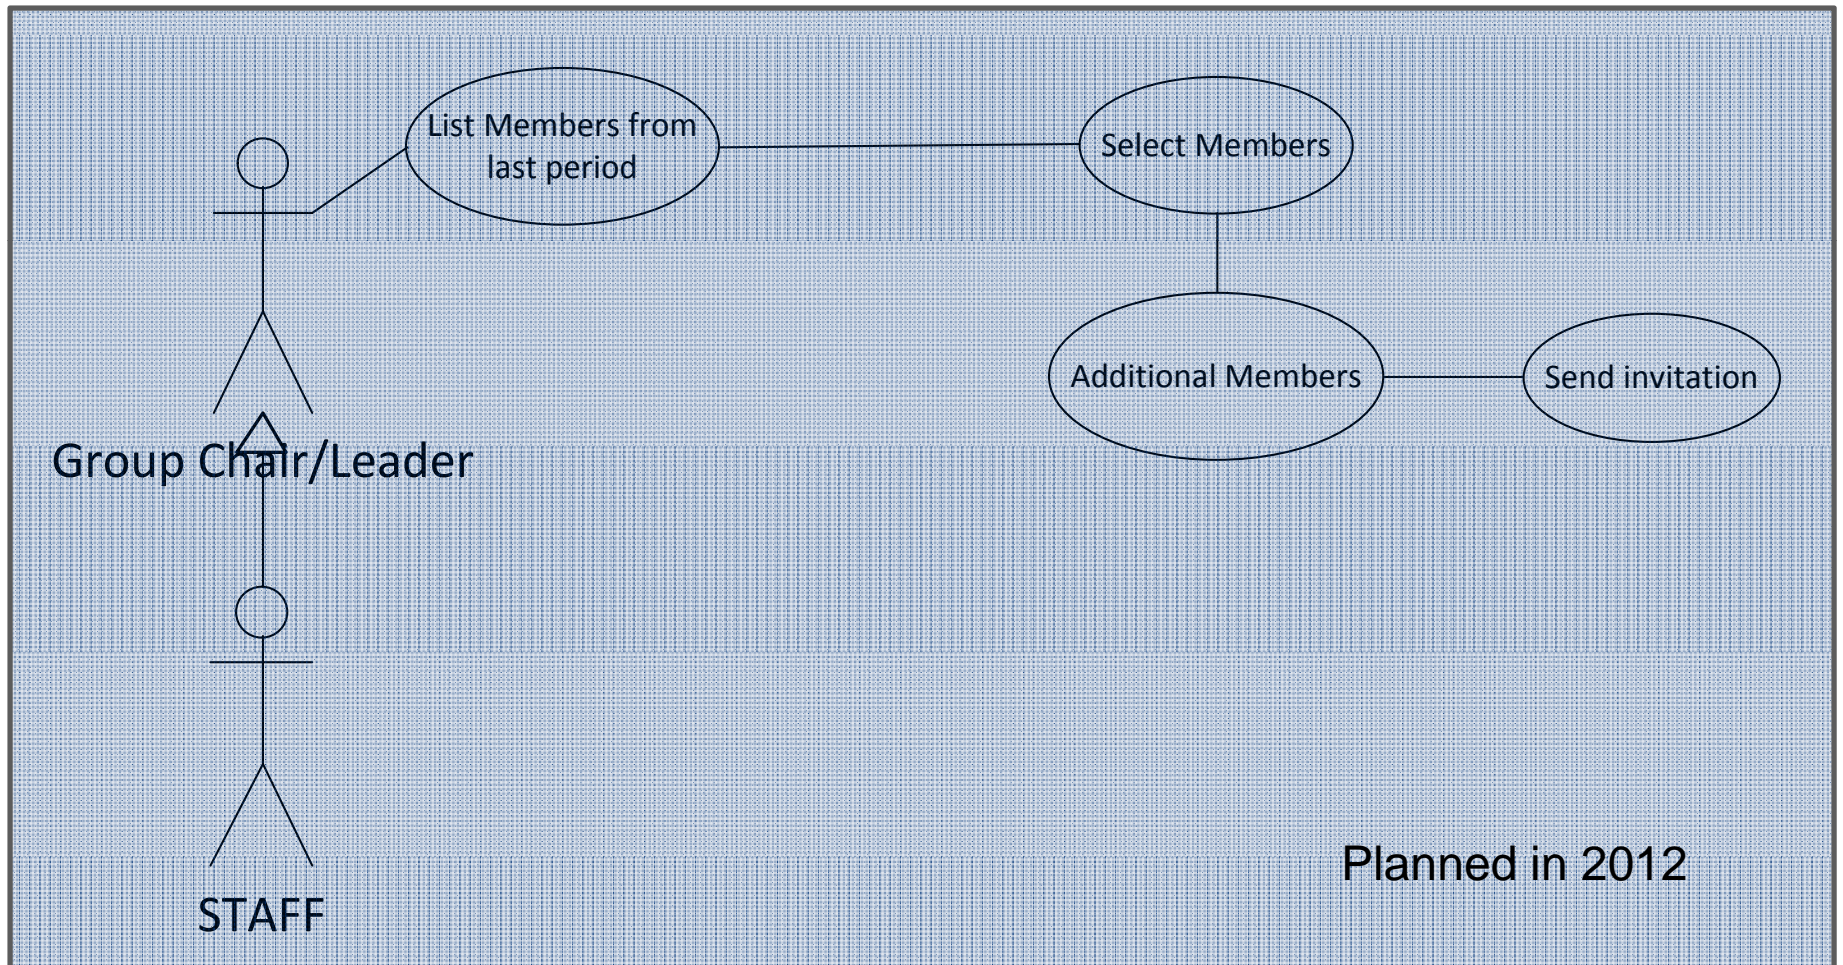 List Members from
last period
Select Members
Additional Members
Send invitation
Group Chair/Leader
Planned in 2012
STAFF